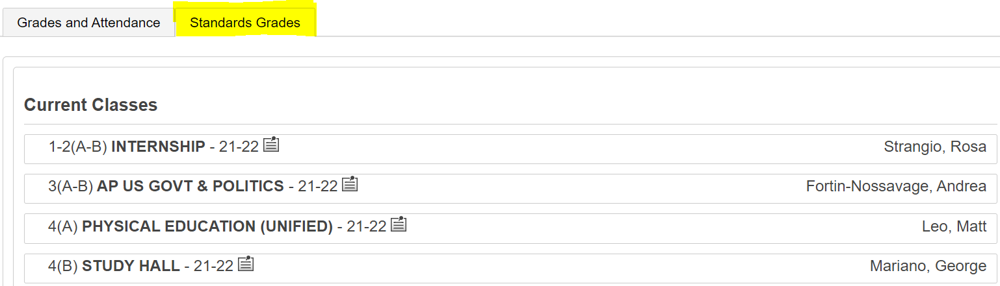 Grades and Attendance Standards Grades
Current Classes
1-2(A-B) INTERNSHIP - 21-22 Strangio, Rosa
3(A-B) AP US GOVT & POLITICS - 21-22 Fortin-Nossavage, Andrea
4(A) PHYSICAL EDUCATION (UNIFIED) - 21-22 Leo, Matt
4(B) STUDY HALL - 21-22 Mariano, George